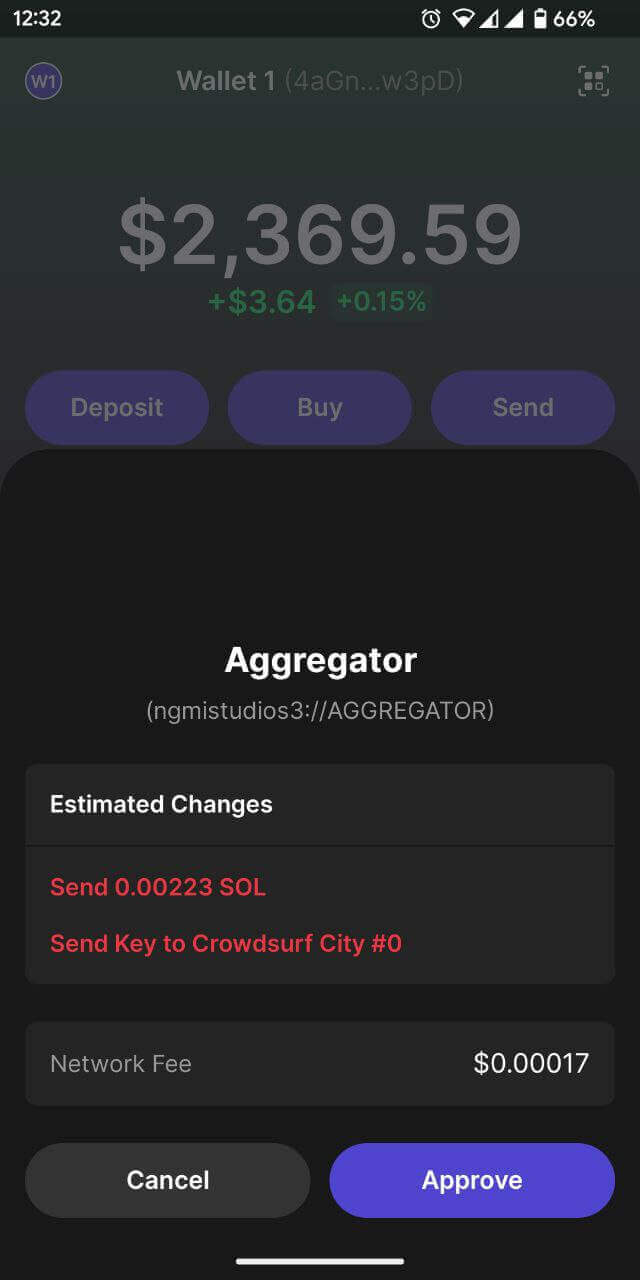 12:32
66%
W1
Wallet 1 (4aGn...w3pD)
$2,369.59
+$3.64 +0.15%
Deposit
Buy
Send
Aggregator
(ngmistudios3://AGGREGATOR)
Estimated Changes
Send 0.00223 SOL
Send Key to Crowdsurf City #0
Network Fee
$0.00017
Cancel
Approve